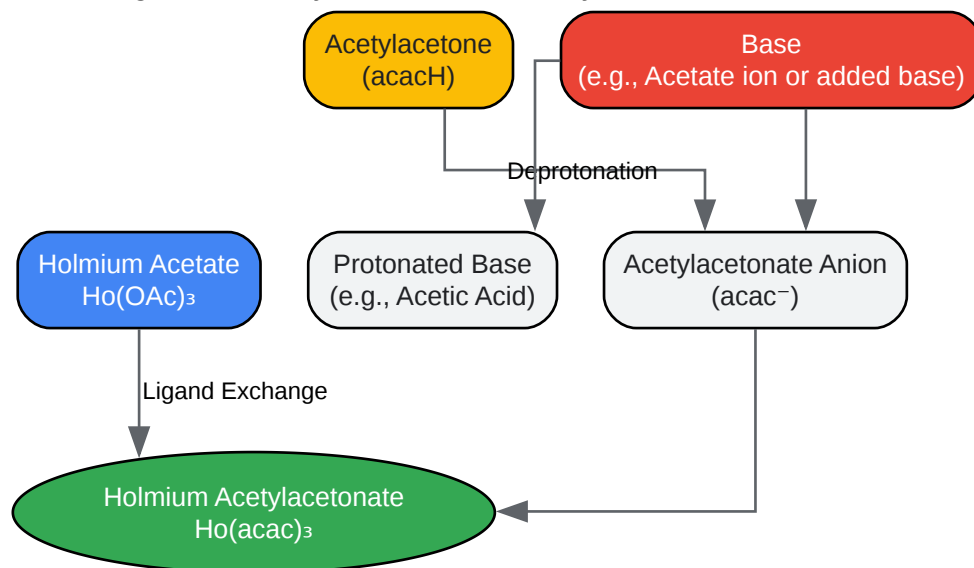 Acetylacetone
(acacH)
Base
(e.g., Acetate ion or added base)
Deprotonation
Holmium Acetate
Ho(OAc)₃
Protonated Base
(e.g., Acetic Acid)
Acetylacetonate Anion
(acac⁻)
Ligand Exchange
Holmium Acetylacetonate
Ho(acac)₃